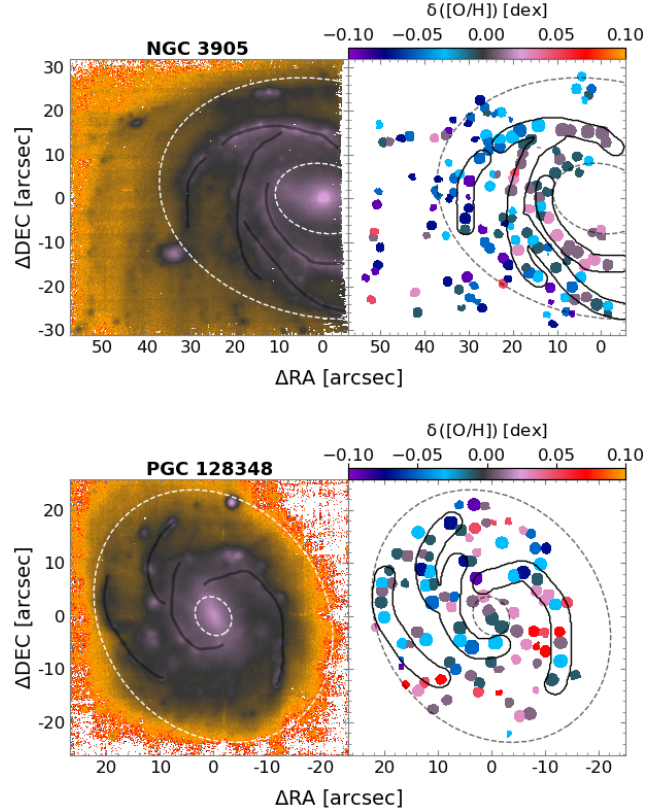 δ([O/H]) [dex]
NGC 3905
−0.10 −0.05 0.00 0.05 0.10
30
20
10
0
-10
-20
-30
ΔDEC [arcsec]
50 40 30 20 10 0 50 40 30 20 10 0
ΔRA [arcsec] ΔRA [arcsec]
δ([O/H]) [dex]
PGC 128348
−0.10 −0.05 0.00 0.05 0.10
20
10
0
-10
-20
ΔDEC [arcsec]
20 10 0 -10 -20 20 10 0 -10 -20
ΔRA [arcsec] ΔRA [arcsec]